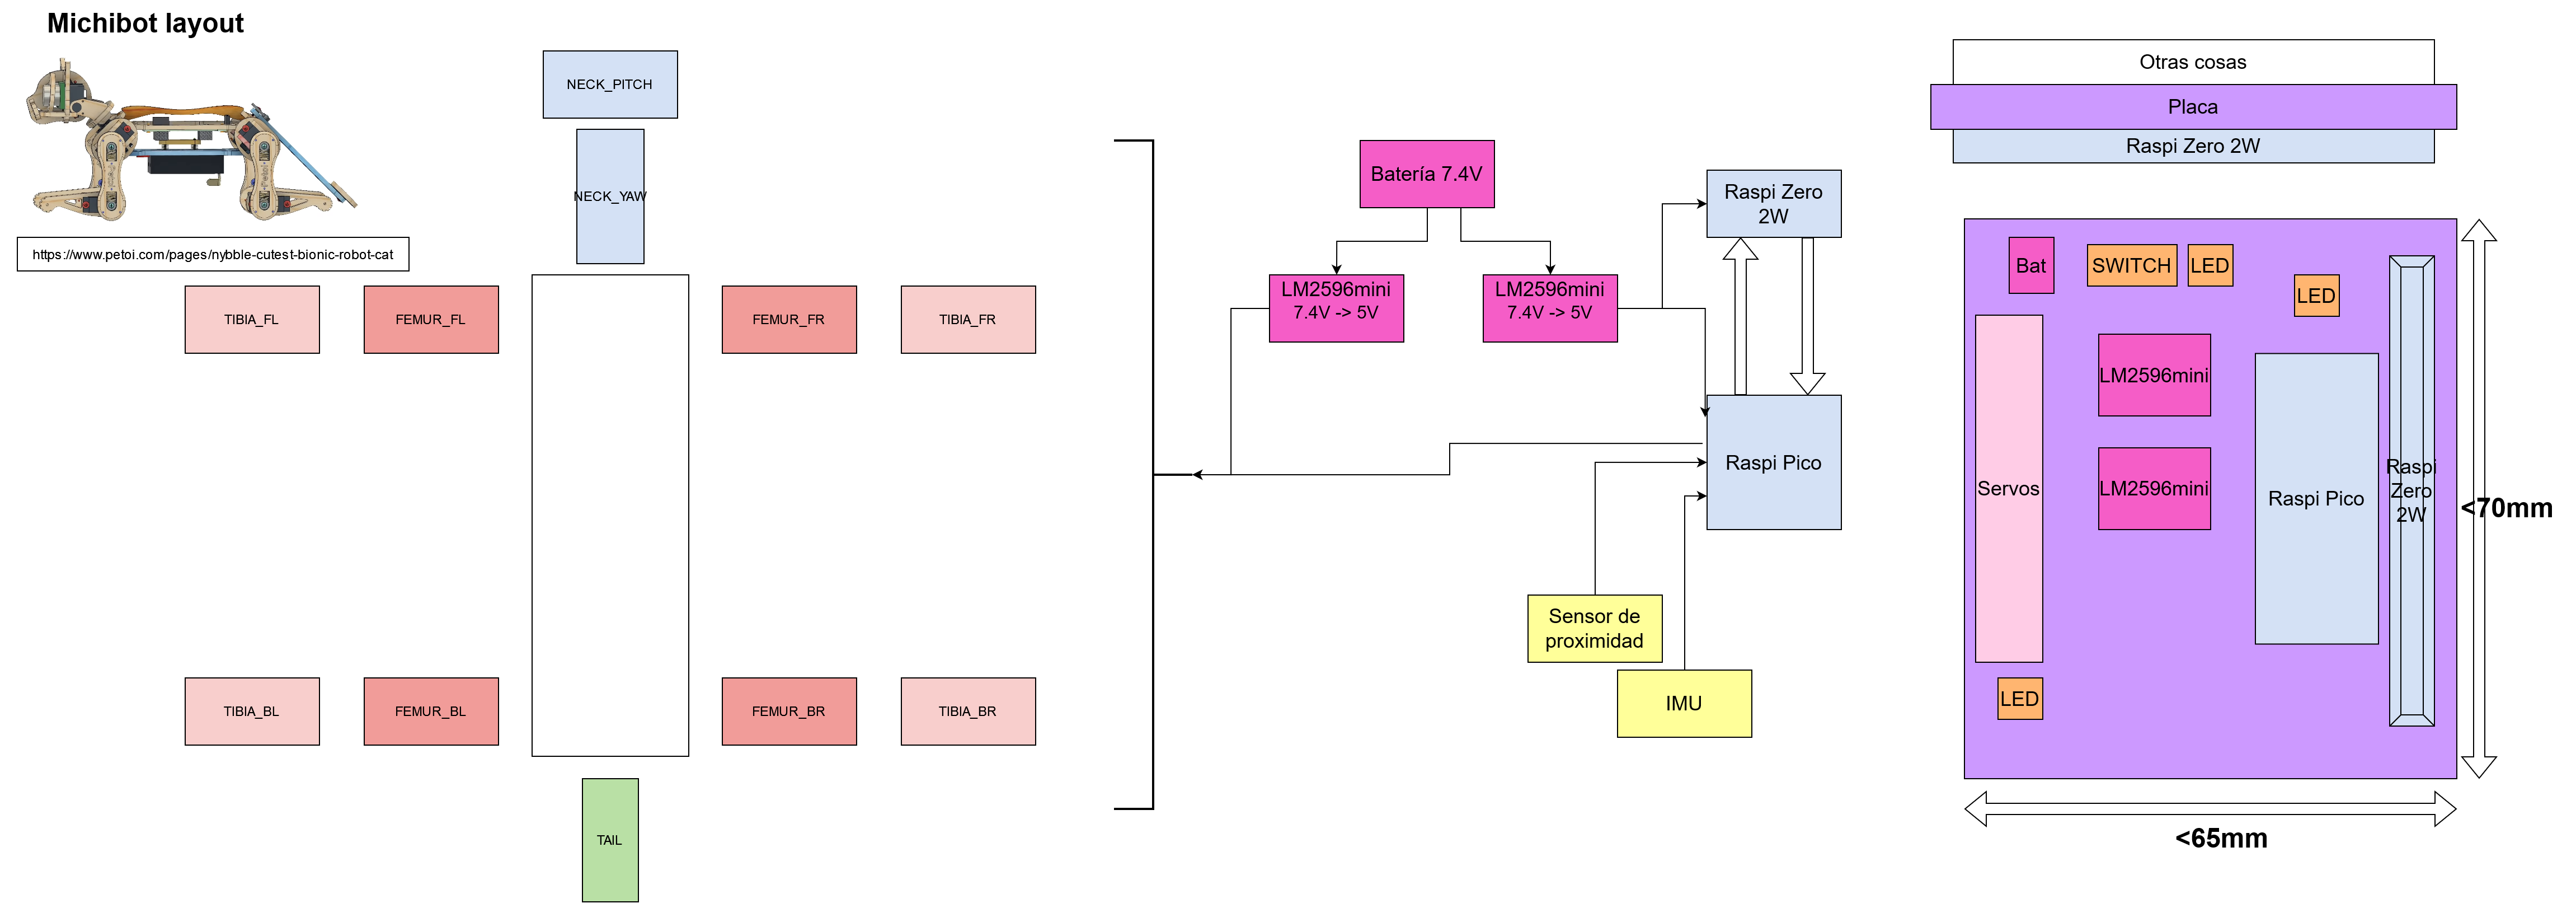 Michibot layout
https://www.petoi.com/pages/nybble-cutest-bionic-robot-cat
NECK_PITCH
NECK_YAW
TIBIA_FL
FEMUR_FL
FEMUR_FR
TIBIA_FR
TIBIA_BL
FEMUR_BL
FEMUR_BR
TIBIA_BR
TAIL
Batería 7.4V
LM2596mini
7.4V -> 5V
LM2596mini
7.4V -> 5V
Raspi Zero
2W
Raspi Pico
Sensor de
proximidad
IMU
Otras cosas
Placa
Raspi Zero 2W
Bat
SWITCH
LED
LED
LM2596mini
LM2596mini
Servos
Raspi Pico
Raspi
Zero
2W
LED
<70mm
<65mm